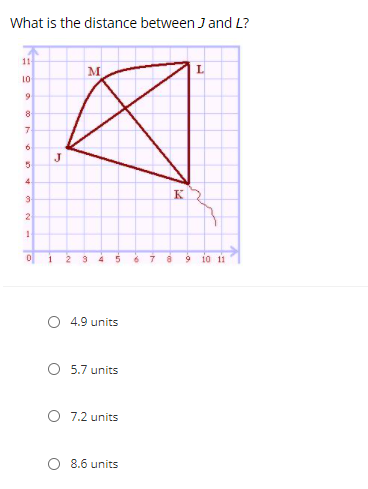 What is the distance between J and L?
11
10
9
8
7
6
5
4
3
2
1
0 1 2 3 4 5 6 7 8 9 10 11
M
L
J
K
4.9 units
5.7 units
7.2 units
8.6 units